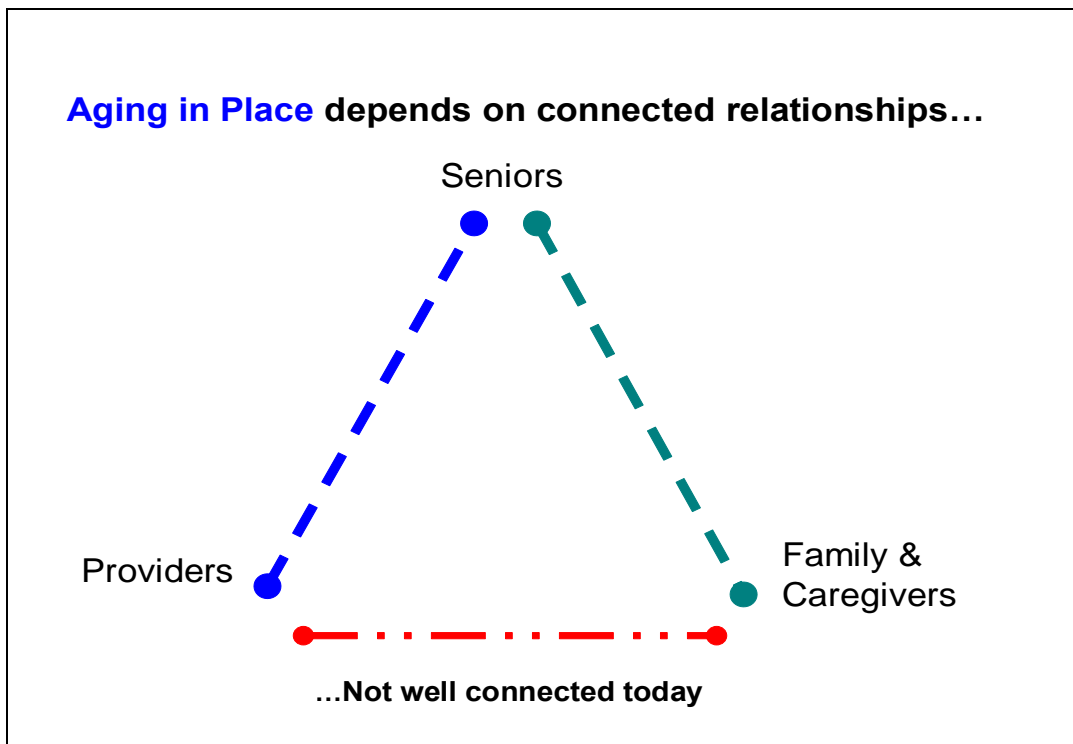 Aging in Place depends on connected relationships…
Seniors
Providers
Family &
Caregivers
…Not well connected today